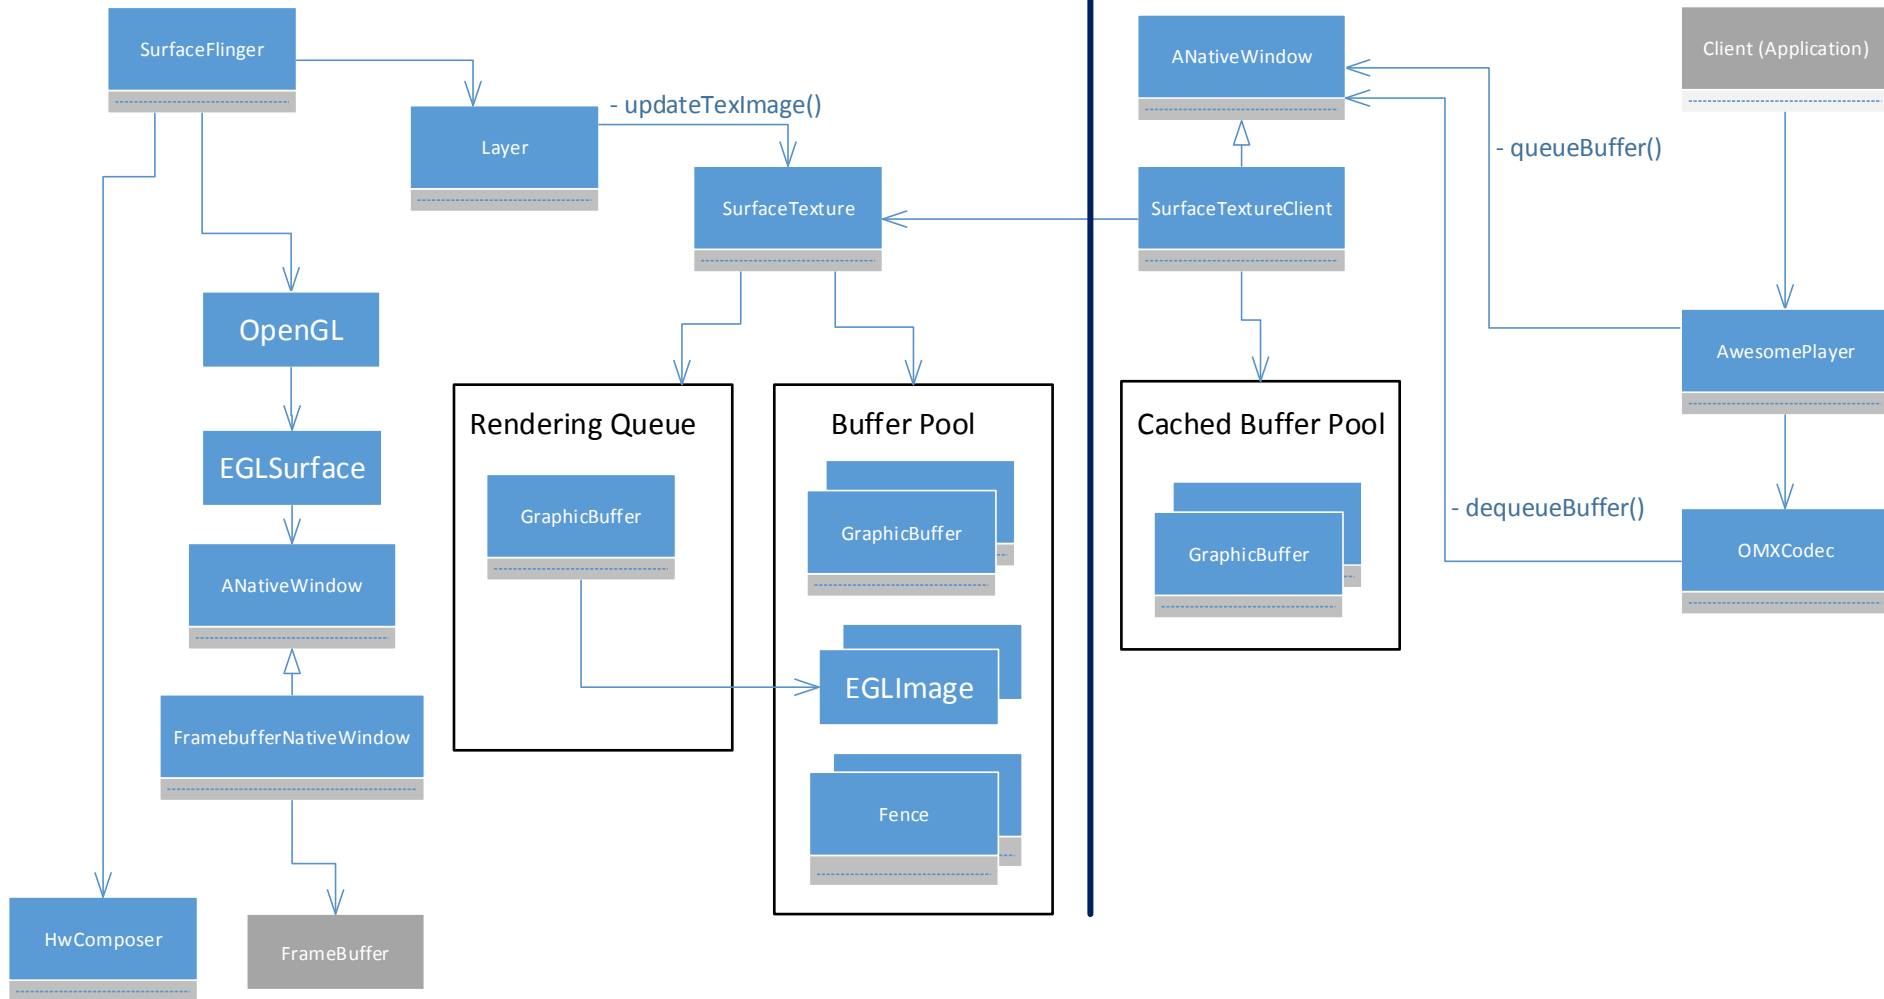 SurfaceFlinger
ANativeWindow
Client (Application)
- updateTexImage()
Layer
- queueBuffer()
SurfaceTexture
SurfaceTextureClient
OpenGL
AwesomePlayer
Rendering Queue
Buffer Pool
Cached Buffer Pool
EGLSurface
GraphicBuffer
- dequeueBuffer()
GraphicBuffer
GraphicBuffer
OMXCodec
ANativeWindow
EGLImage
FramebufferNativeWindow
Fence
HwComposer
FrameBuffer